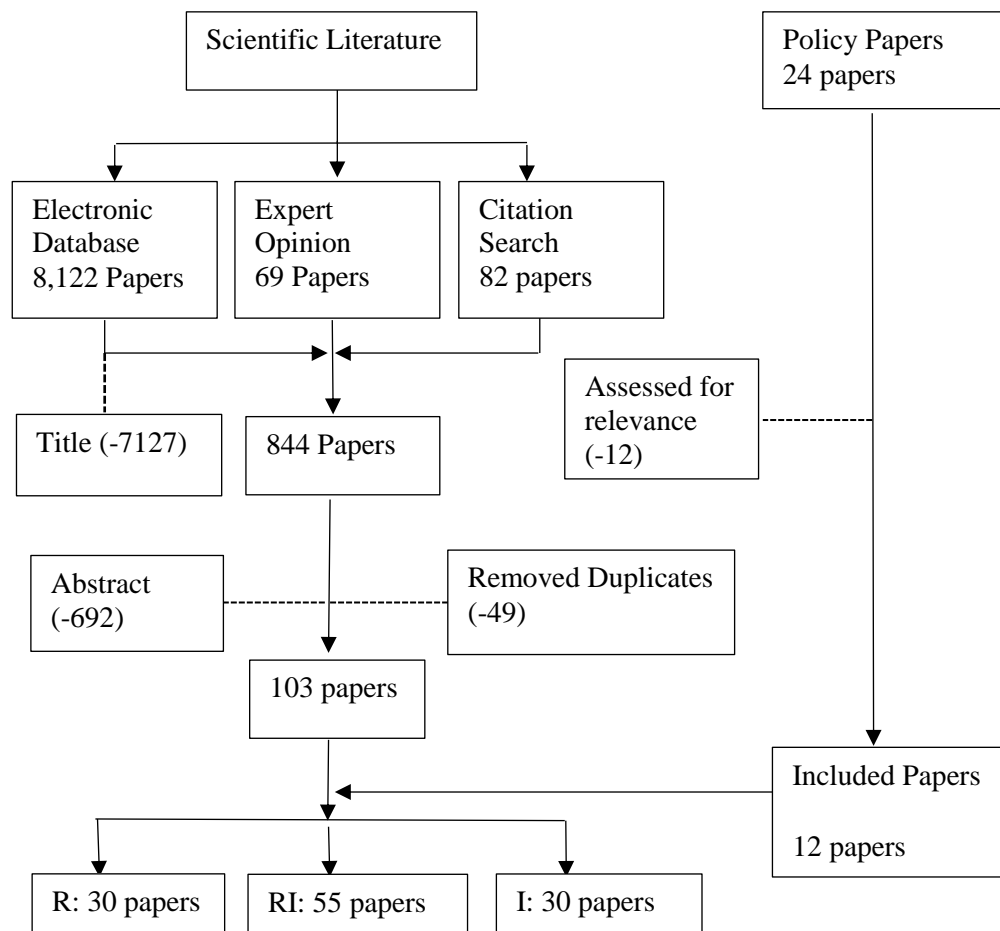 Scientific Literature
Policy Papers
24 papers
Electronic
Database
8,122 Papers
Expert
Opinion
69 Papers
Citation
Search
82 papers
Title (-7127)
844 Papers
Assessed for
relevance
(-12)
Abstract
(-692)
Removed Duplicates
(-49)
103 papers
Included Papers
12 papers
R: 30 papers
RI: 55 papers
I: 30 papers